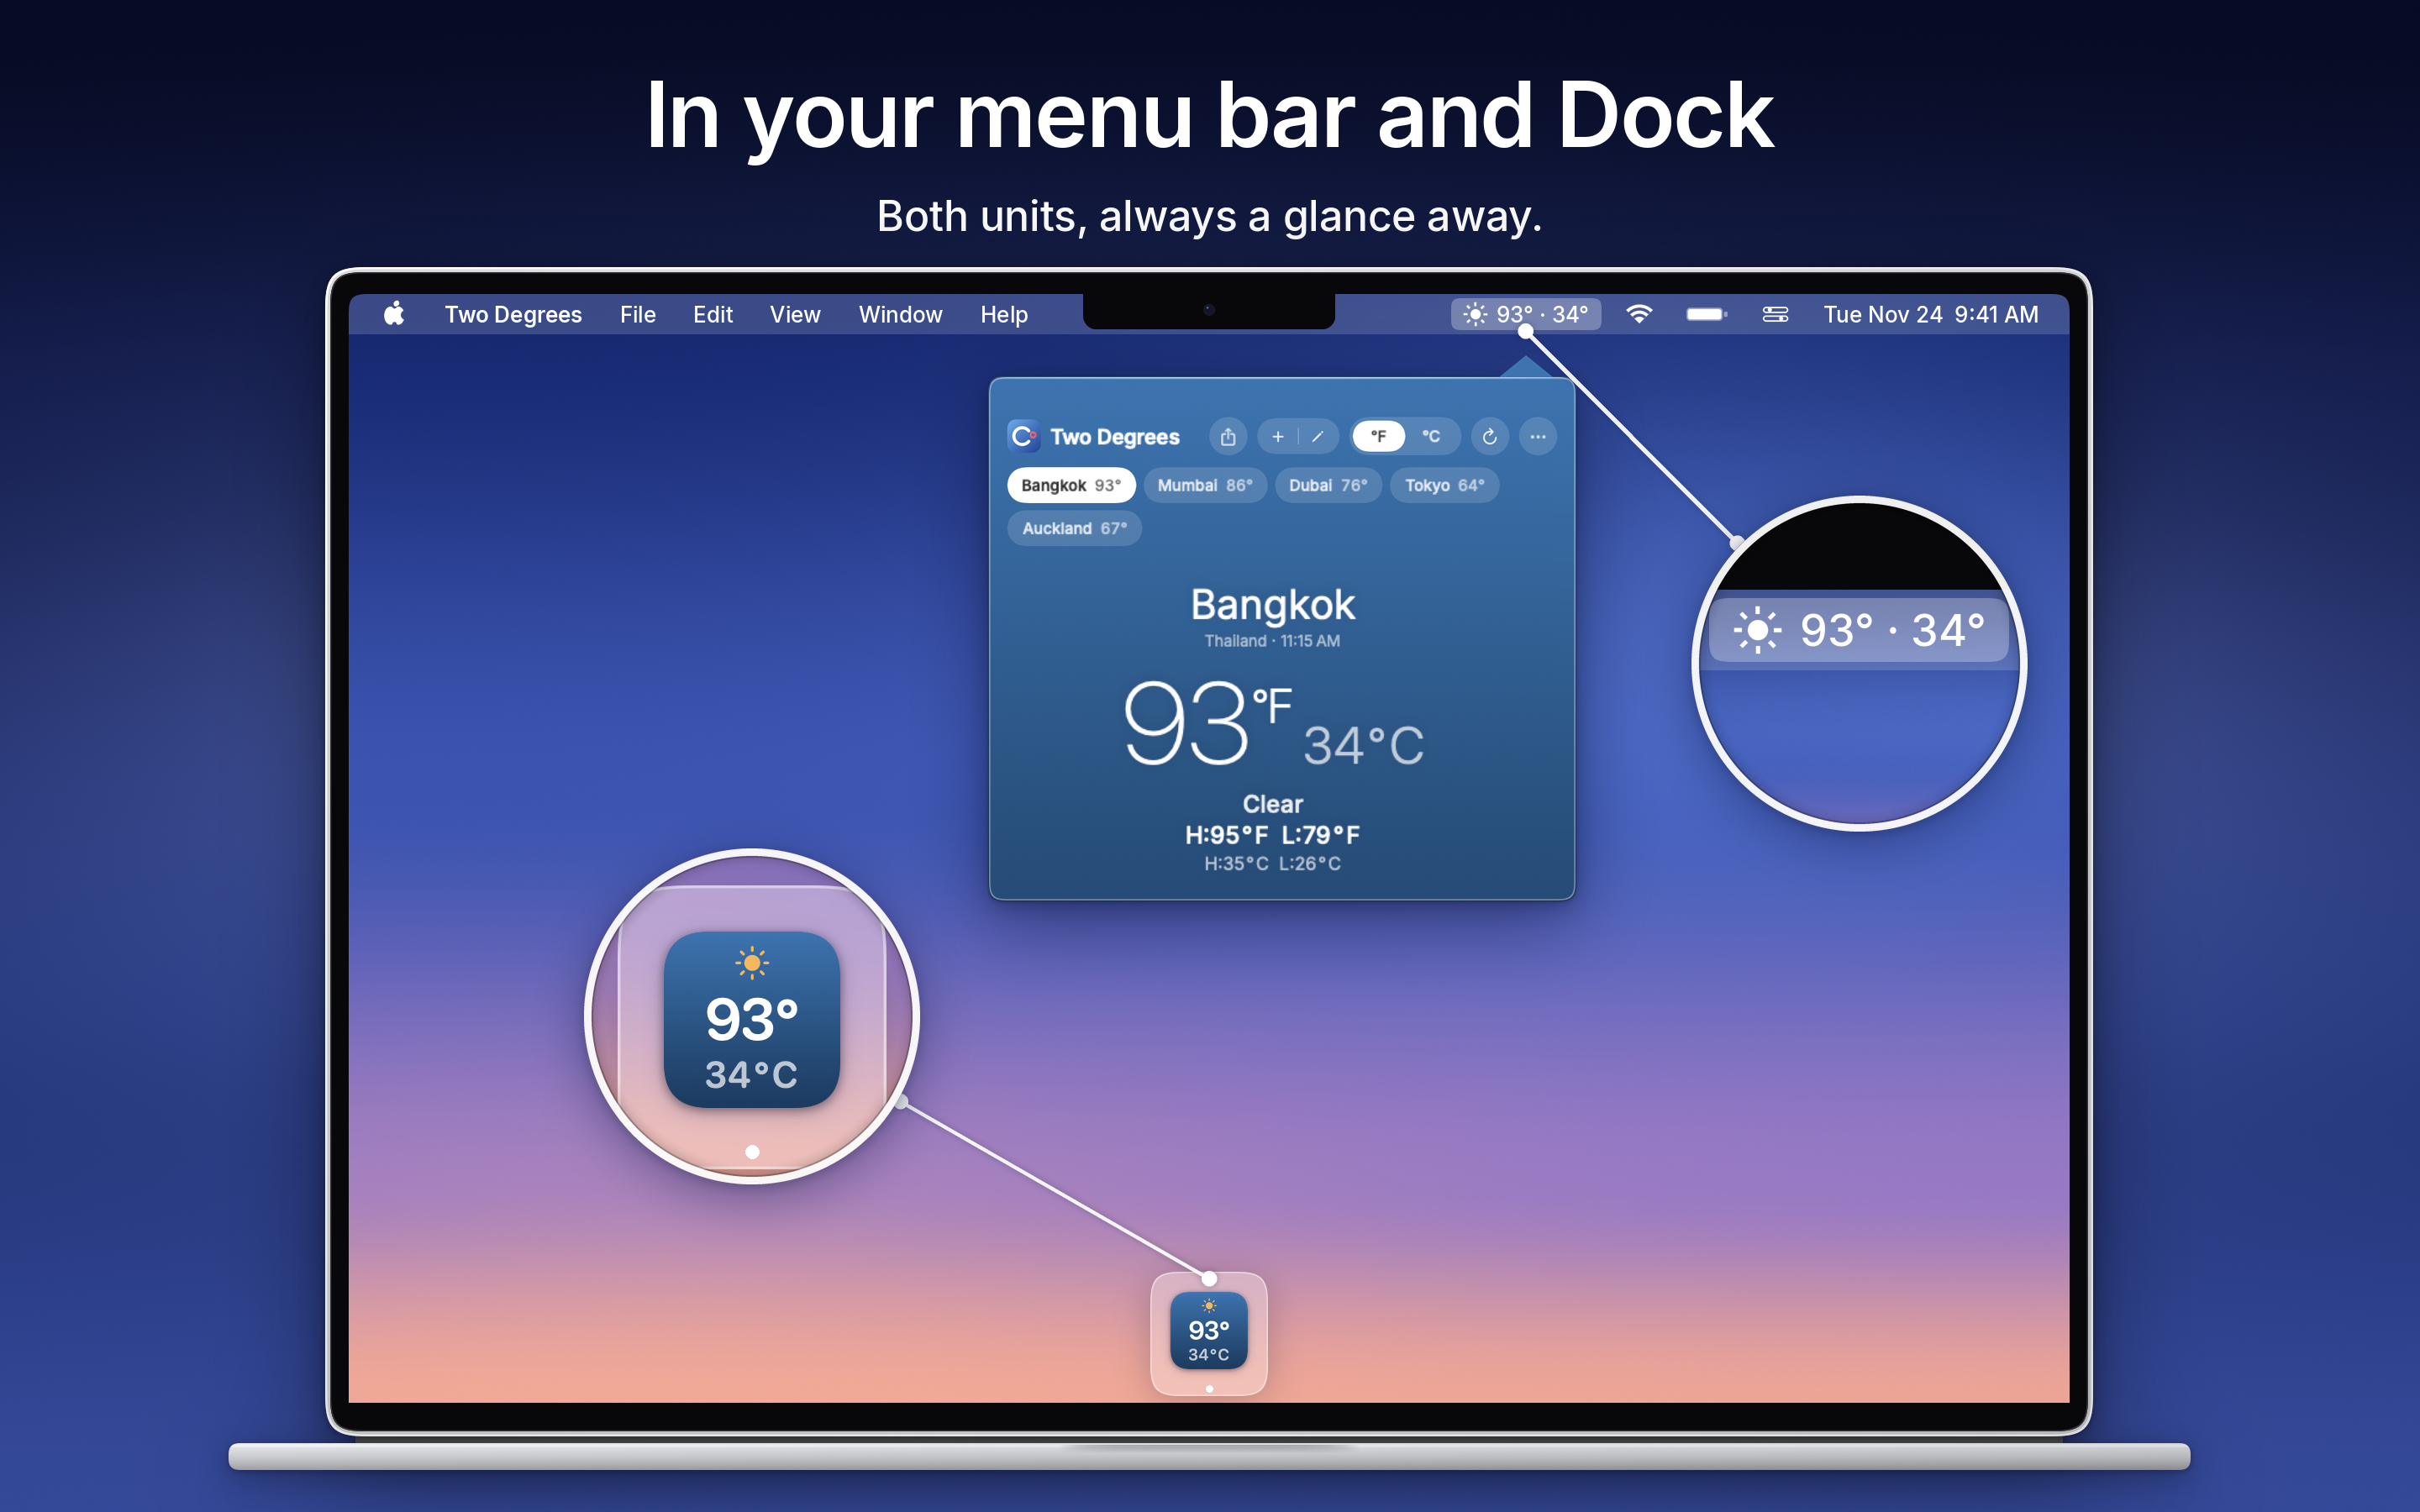 In your menu bar and Dock
Both units, always a glance away.
Two Degrees File Edit View Window Help 93° · 34° Tue Nov 24 9:41 AM
Two Degrees + °F °C
Bangkok 93° Mumbai 86° Dubai 76° Tokyo 64°
Auckland 67°
Bangkok
Thailand · 11:15 AM
93°F 34°C
Clear
H:95°F L:79°F
H:35°C L:26°C
93° · 34°
93°
34°C
93°
34°C